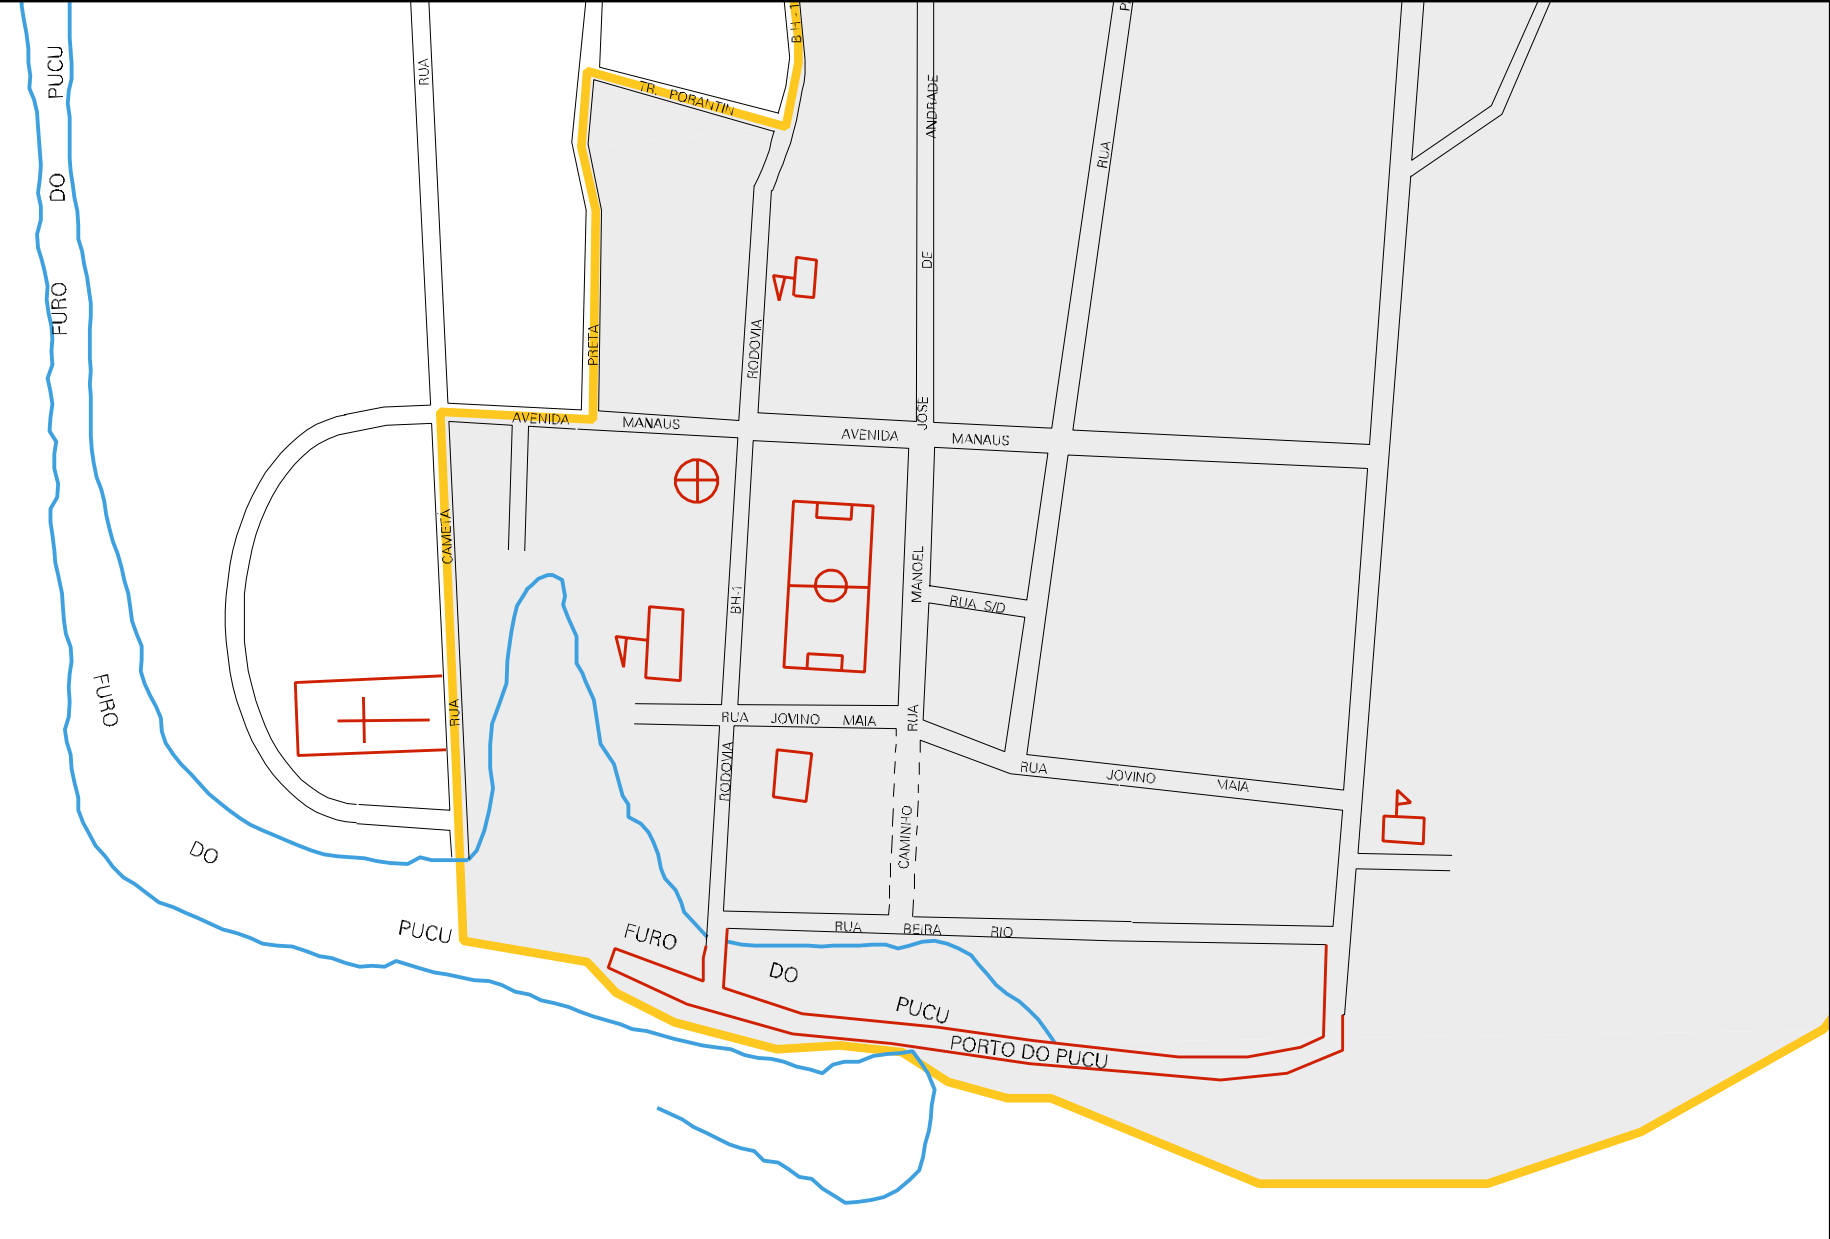 PUCU
DO
FURO
FURO
DO
PUCU
RUA
BH-1
TR. PORANTIN
ANDRADE
DE
JOSE
MANOEL
RUA
RUA
PRETA
RODOVIA
AVENIDA MANAUS
AVENIDA MANAUS
CAMETA
RUA
BH-1
RODOVIA
RUA S/D
RUA JOVINO MAIA
RUA JOVINO MAIA
CAMINHO
RUA BEIRA RIO
FURO
DO
PUCU
PORTO DO PUCU